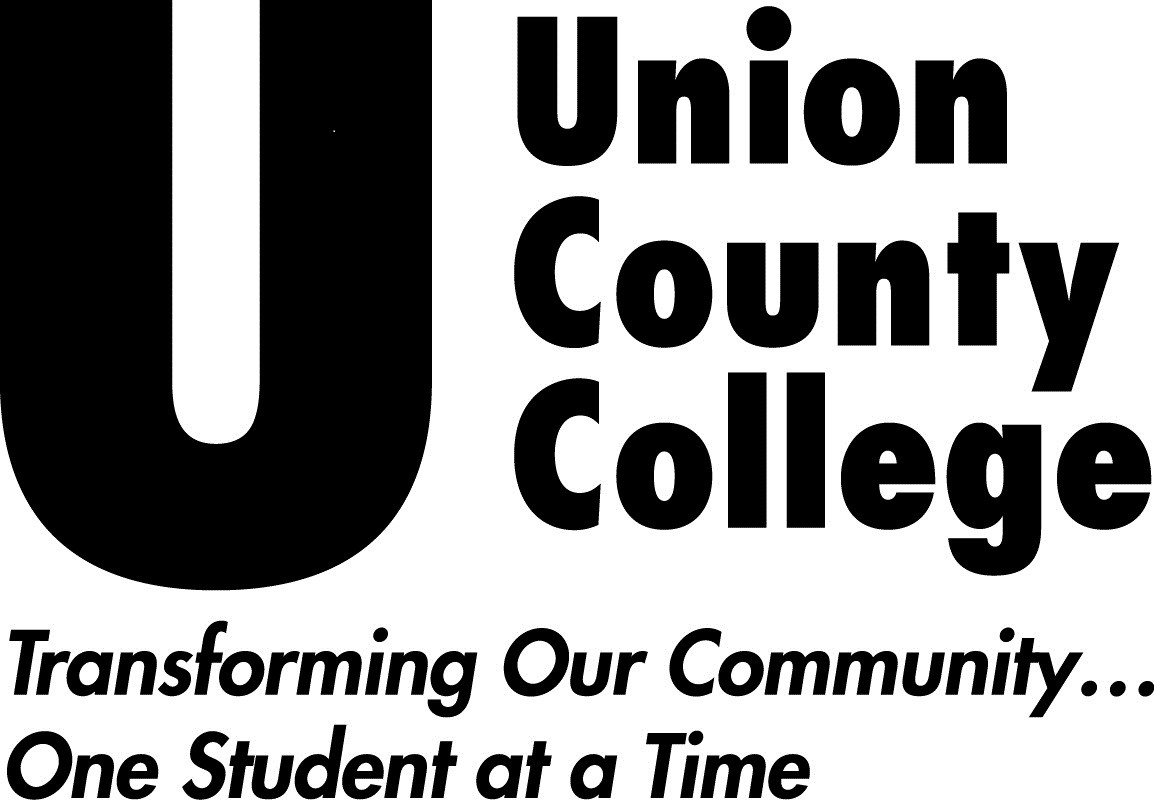 U
Union
County
College
Transforming Our Community...
One Student at a Time